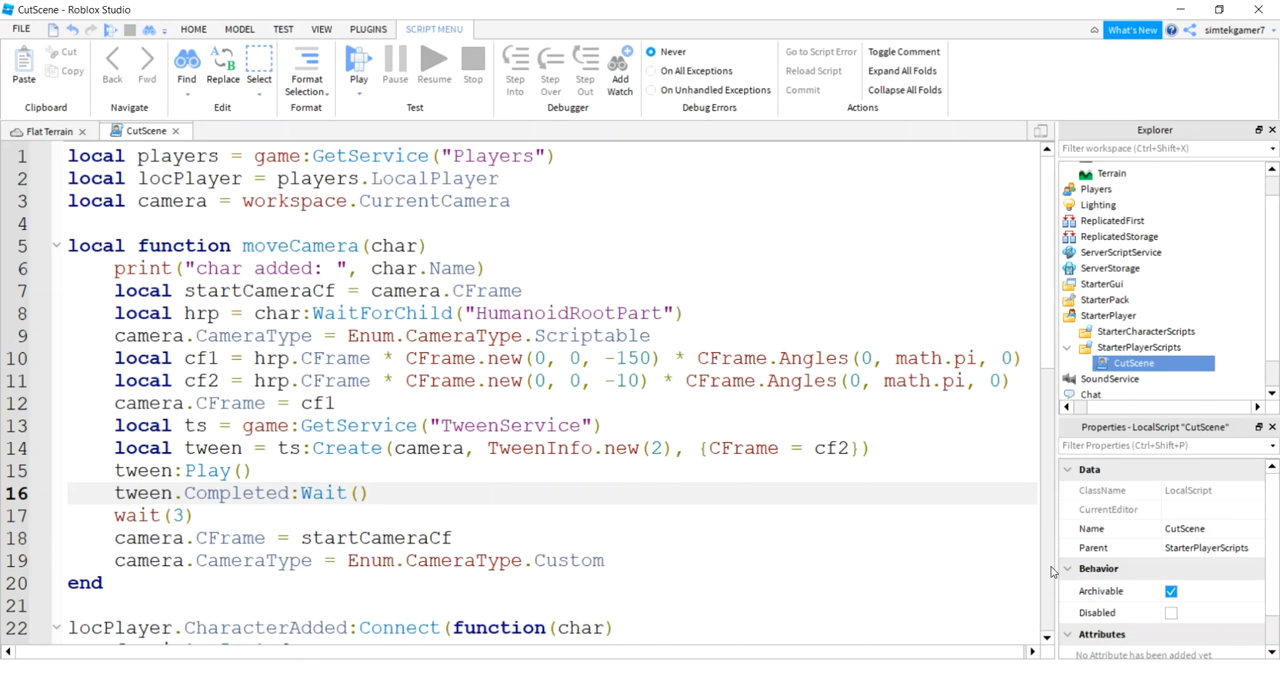 CutScene - Roblox Studio
FILE HOME MODEL TEST VIEW PLUGINS SCRIPT MENU What's New simtekgamer7
Paste Cut Copy Clipboard
Back Fwd Navigate
Find Replace Select Edit
Format Selection Format
Play Pause Resume Stop Test
Step Into Step Over Step Out Add Watch Debugger
Never
On All Exceptions
On Unhandled Exceptions
Debug Errors
Go to Script Error Toggle Comment
Reload Script Expand All Folds
Commit Collapse All Folds
Actions
Flat Terrain CutScene
1 local players = game:GetService("Players")
2 local locPlayer = players.LocalPlayer
3 local camera = workspace.CurrentCamera
4
5 local function moveCamera(char)
6 print("char added: ", char.Name)
7 local startCameraCf = camera.CFrame
8 local hrp = char:WaitForChild("HumanoidRootPart")
9 camera.CameraType = Enum.CameraType.Scriptable
10 local cf1 = hrp.CFrame * CFrame.new(0, 0, -150) * CFrame.Angles(0, math.pi, 0)
11 local cf2 = hrp.CFrame * CFrame.new(0, 0, -10) * CFrame.Angles(0, math.pi, 0)
12 camera.CFrame = cf1
13 local ts = game:GetService("TweenService")
14 local tween = ts:Create(camera, TweenInfo.new(2), {CFrame = cf2})
15 tween:Play()
16 tween.Completed:Wait()
17 wait(3)
18 camera.CFrame = startCameraCf
19 camera.CameraType = Enum.CameraType.Custom
20 end
21
22 locPlayer.CharacterAdded:Connect(function(char)
Explorer
Filter workspace (Ctrl+Shift+X)
Terrain
Players
Lighting
ReplicatedFirst
ReplicatedStorage
ServerScriptService
ServerStorage
StarterGui
StarterPack
StarterPlayer
StarterCharacterScripts
StarterPlayerScripts
CutScene
SoundService
Chat
Properties - LocalScript "CutScene"
Filter Properties (Ctrl+Shift+P)
Data
ClassName LocalScript
CurrentEditor
Name CutScene
Parent StarterPlayerScripts
Behavior
Archivable
Disabled
Attributes
No Attribute has been added yet